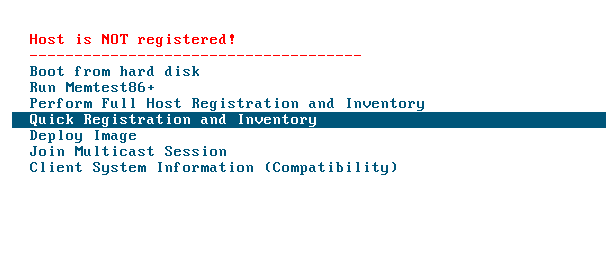 Host is NOT registered!
-------------------------------------
Boot from hard disk
Run Memtest86+
Perform Full Host Registration and Inventory
Quick Registration and Inventory
Deploy Image
Join Multicast Session
Client System Information (Compatibility)